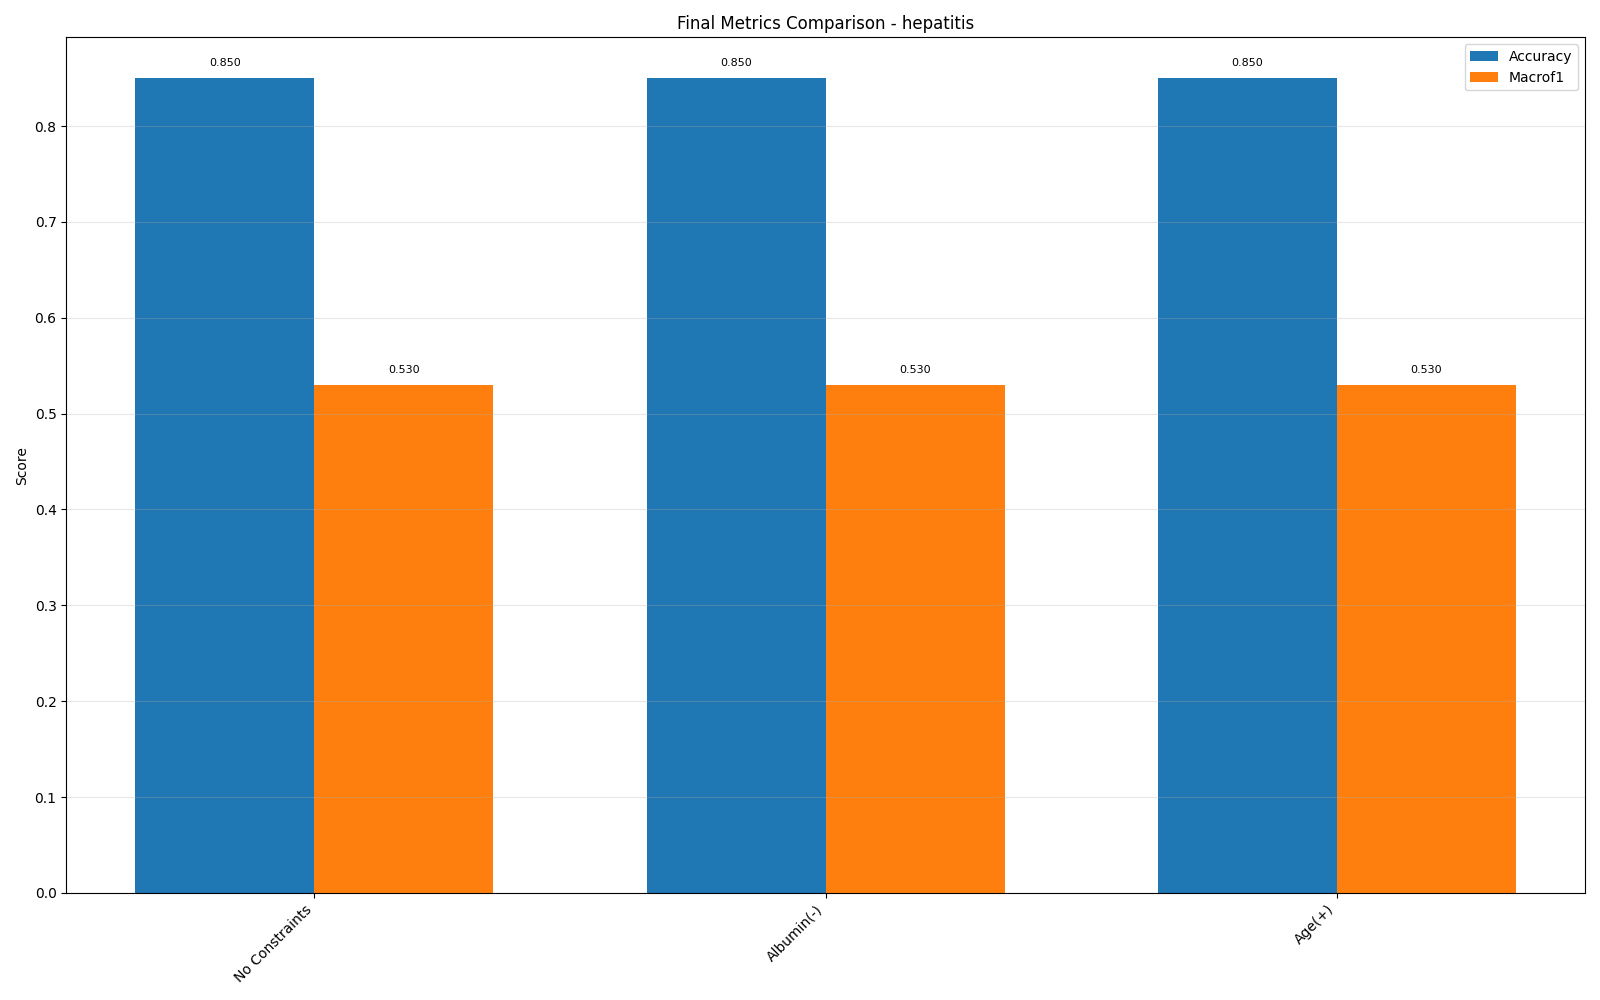 Final Metrics Comparison - hepatitis
Accuracy
Macrof1
0.850
0.850
0.850
0.530
0.530
0.530
Score
0.8
0.7
0.6
0.5
0.4
0.3
0.2
0.1
0.0
No Constraints
Albumin(-)
Age(+)